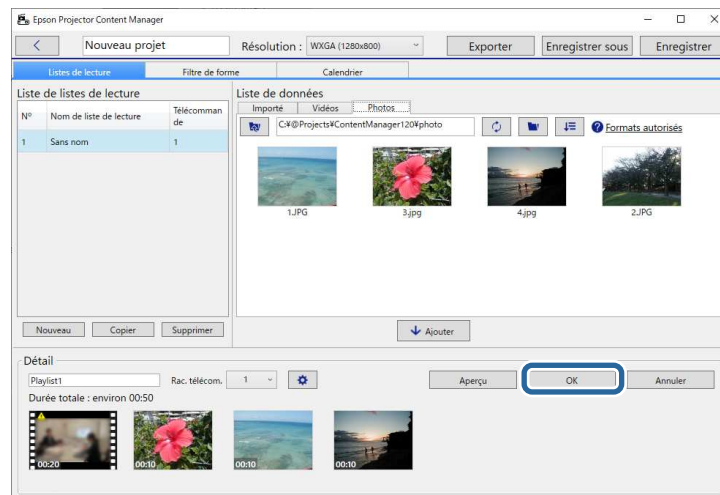 Epson Projector Content Manager
Nouveau projet
Résolution :
WXGA (1280x800)
Exporter
Enregistrer sous
Enregistrer
Listes de lecture
Filtre de forme
Calendrier
Liste de listes de lecture
Nº
Nom de liste de lecture
Télécomman
de
1
Sans nom
1
Nouveau
Copier
Supprimer
Liste de données
Importé
Vidéos
Photos
C:¥@Projects¥ContentManager120¥photo
Formats autorisés
1.JPG
3.jpg
4.jpg
2.JPG
Ajouter
Détail
Playlist1
Rac. télécom.
1
Aperçu
OK
Annuler
Durée totale : environ 00:50
00:20
00:10
00:10
00:10